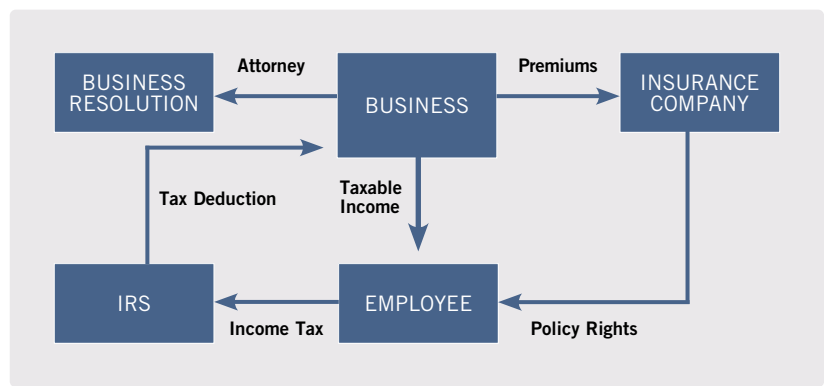 BUSINESS
RESOLUTION
Attorney
BUSINESS
Premiums
INSURANCE
COMPANY
Tax Deduction
Taxable
Income
IRS
Income Tax
EMPLOYEE
Policy Rights